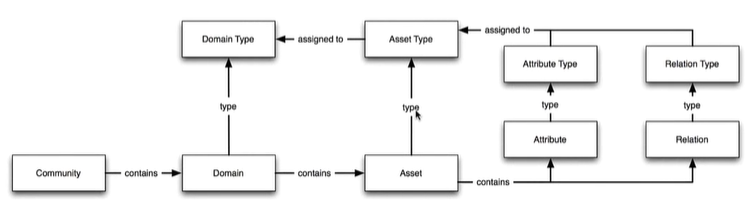 assigned to
Domain Type
assigned to
Asset Type
Attribute Type
Relation Type
type
type
type
type
Attribute
Relation
Community
contains
Domain
contains
Asset
contains